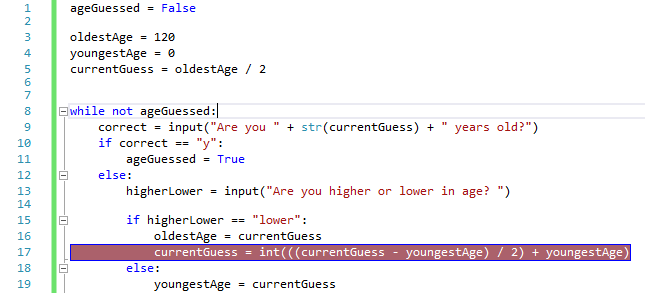 1 ageGuessed = False
2
3 oldestAge = 120
4 youngestAge = 0
5 currentGuess = oldestAge / 2
6
7
8 while not ageGuessed:
9     correct = input("Are you " + str(currentGuess) + " years old?")
10     if correct == "y":
11         ageGuessed = True
12     else:
13         higherLower = input("Are you higher or lower in age? ")
14
15         if higherLower == "lower":
16             oldestAge = currentGuess
17             currentGuess = int(((currentGuess - youngestAge) / 2) + youngestAge)
18         else:
19             youngestAge = currentGuess